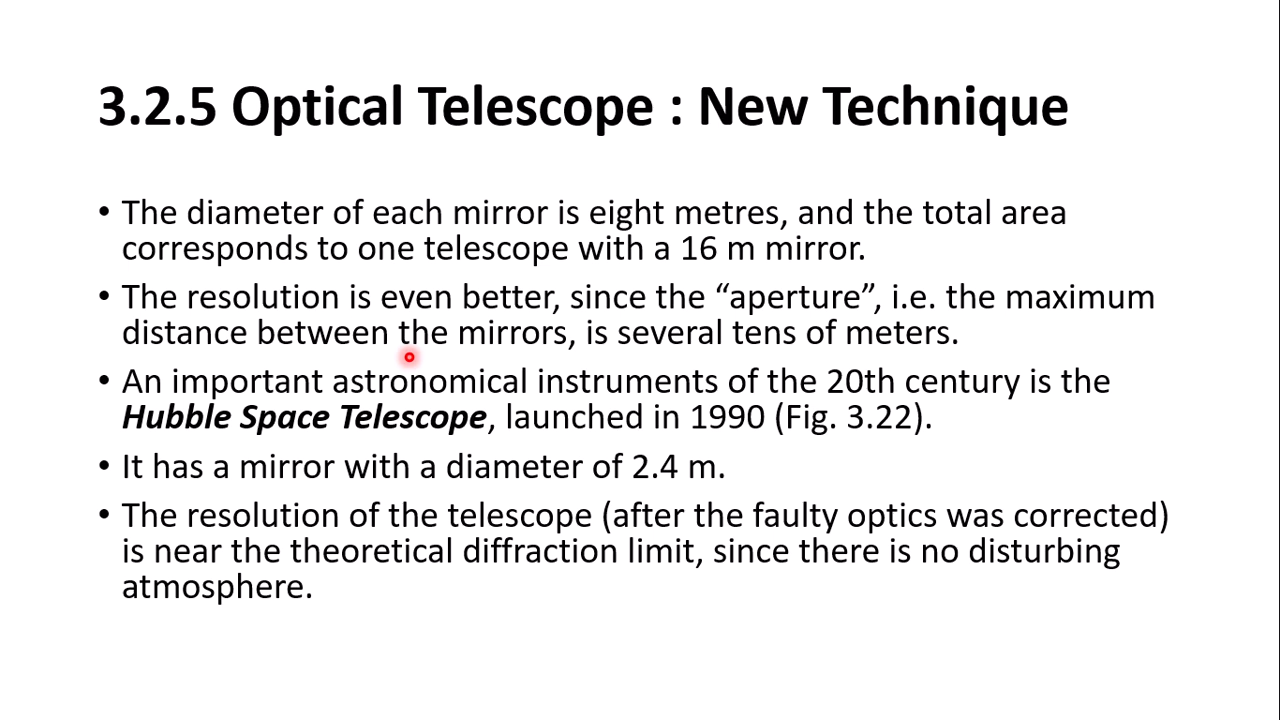 3.2.5 Optical Telescope : New Technique
• The diameter of each mirror is eight metres, and the total area
corresponds to one telescope with a 16 m mirror.
• The resolution is even better, since the “aperture”, i.e. the maximum
distance between the mirrors, is several tens of meters.
• An important astronomical instruments of the 20th century is the
Hubble Space Telescope, launched in 1990 (Fig. 3.22).
• It has a mirror with a diameter of 2.4 m.
• The resolution of the telescope (after the faulty optics was corrected)
is near the theoretical diffraction limit, since there is no disturbing
atmosphere.